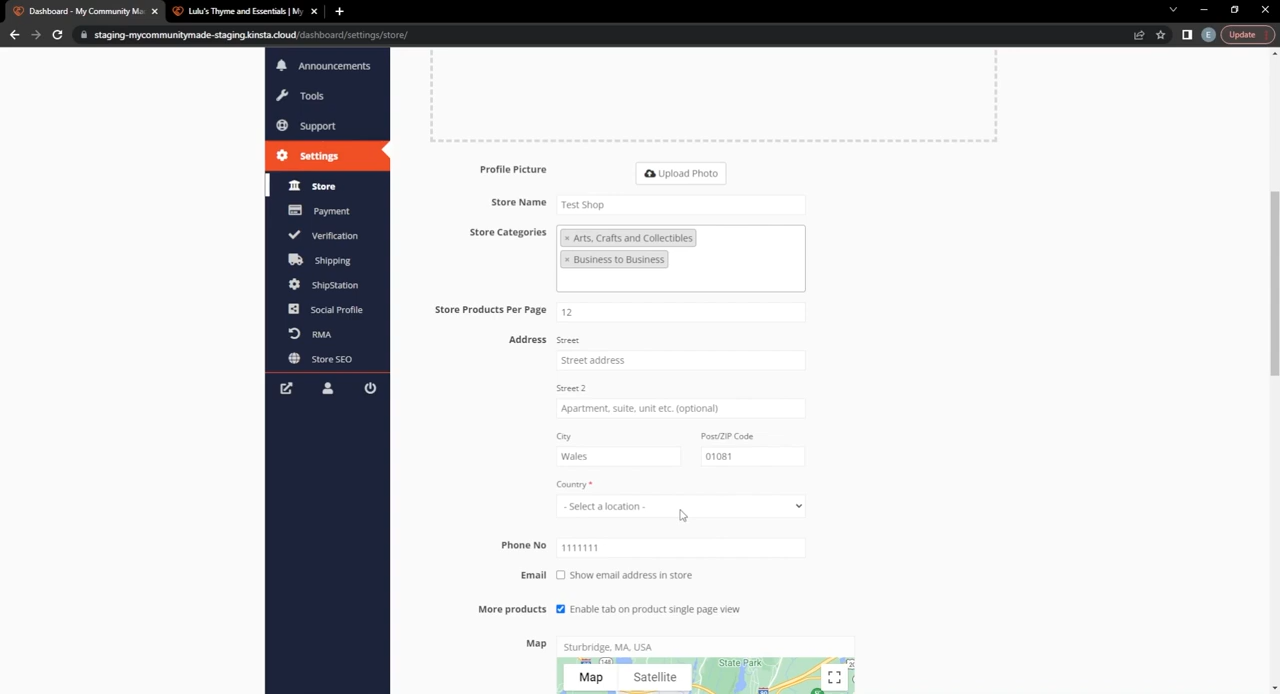 Dashboard - My Community Ma
Lulu's Thyme and Essentials | My
staging-mycommunitymade-staging.kinsta.cloud/dashboard/settings/store/
E
Update
Announcements
Tools
Support
Settings
Store
Payment
Verification
Shipping
ShipStation
Social Profile
RMA
Store SEO
Profile Picture
Upload Photo
Store Name
Test Shop
Store Categories
× Arts, Crafts and Collectibles
× Business to Business
Store Products Per Page
12
Address
Street
Street address
Street 2
Apartment, suite, unit etc. (optional)
City
Post/ZIP Code
Wales
01081
Country *
- Select a location -
Phone No
1111111
Email
Show email address in store
More products
Enable tab on product single page view
Map
Sturbridge, MA, USA
148
State Park
Map
Satellite